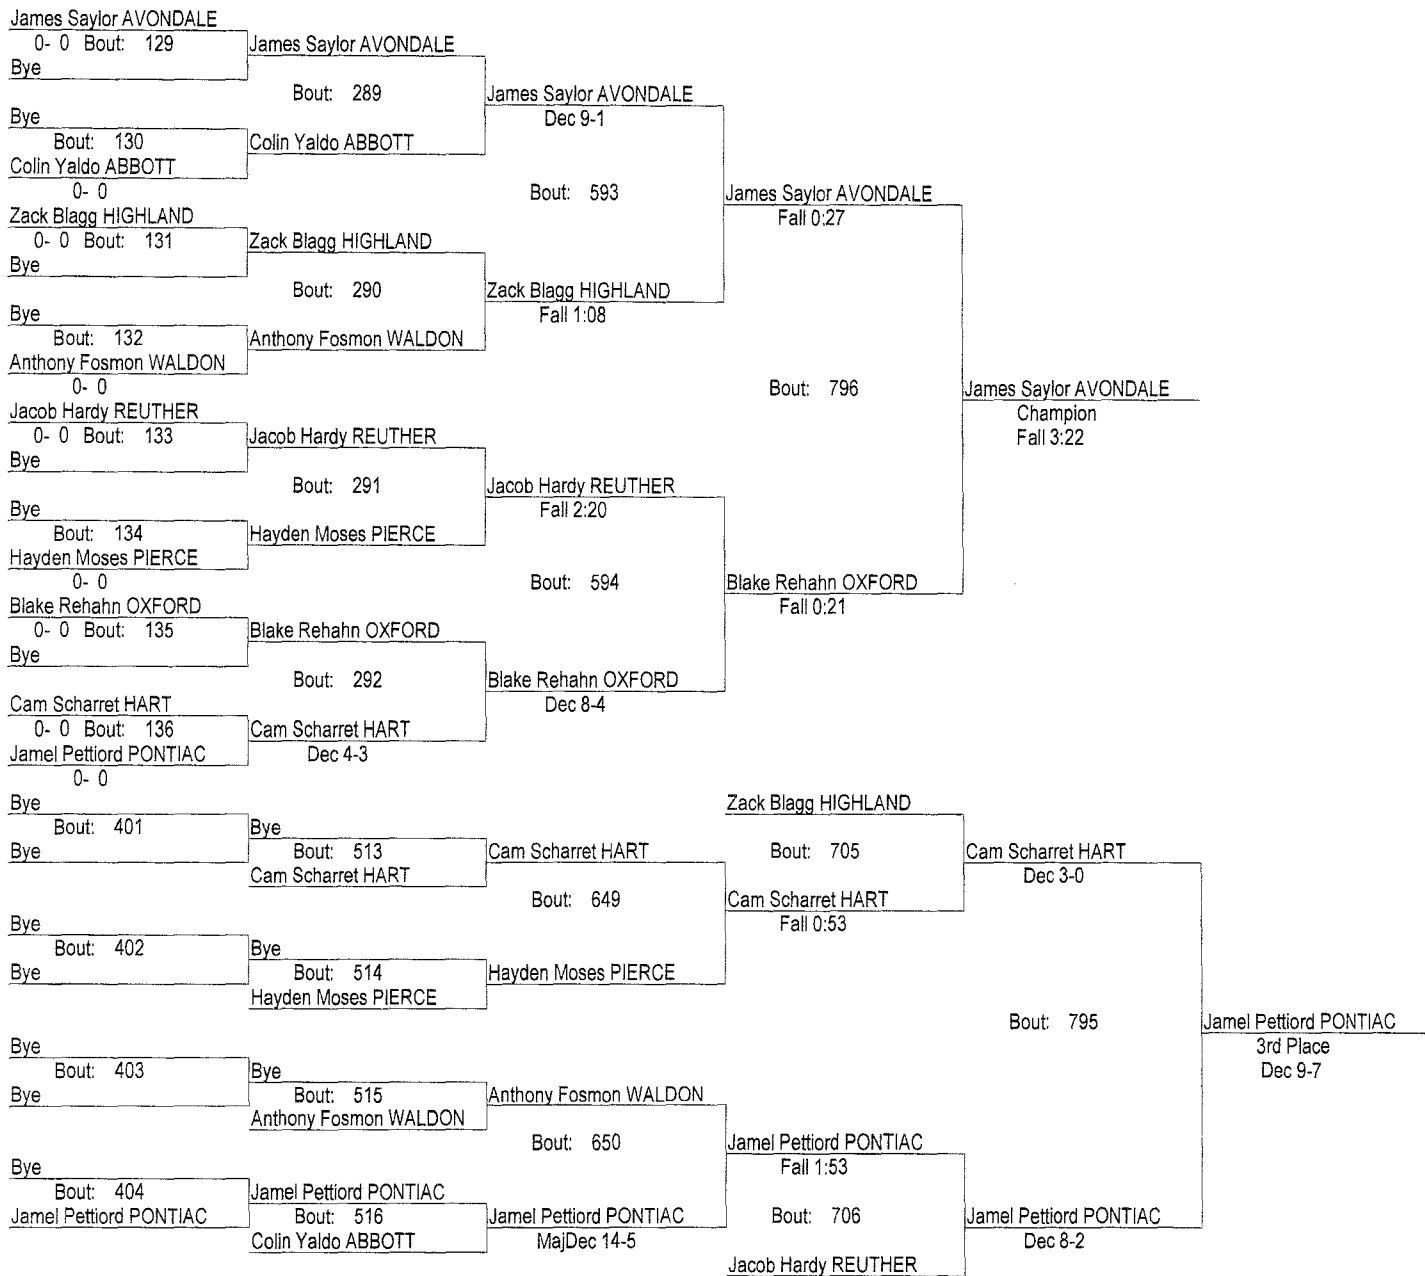 James Saylor AVONDALE
0- 0 Bout: 129
Bye
James Saylor AVONDALE
Bout: 289
Bye
Bout: 130
Colin Yaldo ABBOTT
0- 0
Colin Yaldo ABBOTT
James Saylor AVONDALE
Dec 9-1
Bout: 593
Zack Blagg HIGHLAND
0- 0 Bout: 131
Bye
Zack Blagg HIGHLAND
Bout: 290
Bye
Bout: 132
Anthony Fosmon WALDON
0- 0
Anthony Fosmon WALDON
Zack Blagg HIGHLAND
Fall 1:08
James Saylor AVONDALE
Fall 0:27
Bout: 796
James Saylor AVONDALE
Champion
Fall 3:22
Jacob Hardy REUTHER
0- 0 Bout: 133
Bye
Jacob Hardy REUTHER
Bout: 291
Bye
Bout: 134
Hayden Moses PIERCE
0- 0
Hayden Moses PIERCE
Jacob Hardy REUTHER
Fall 2:20
Bout: 594
Blake Rehahn OXFORD
0- 0 Bout: 135
Bye
Blake Rehahn OXFORD
Bout: 292
Cam Scharret HART
0- 0 Bout: 136
Jamel Pettiord PONTIAC
0- 0
Cam Scharret HART
Dec 4-3
Blake Rehahn OXFORD
Dec 8-4
Blake Rehahn OXFORD
Fall 0:21
Bye
Bout: 401
Bye
Bye
Bout: 513
Cam Scharret HART
Cam Scharret HART
Bout: 649
Bye
Bout: 402
Bye
Bye
Bout: 514
Hayden Moses PIERCE
Hayden Moses PIERCE
Zack Blagg HIGHLAND
Bout: 705
Cam Scharret HART
Fall 0:53
Cam Scharret HART
Dec 3-0
Bout: 795
Jamel Pettiord PONTIAC
3rd Place
Dec 9-7
Bye
Bout: 403
Bye
Bye
Bout: 515
Anthony Fosmon WALDON
Anthony Fosmon WALDON
Bout: 650
Bye
Bout: 404
Jamel Pettiord PONTIAC
Jamel Pettiord PONTIAC
Bout: 516
Colin Yaldo ABBOTT
Jamel Pettiord PONTIAC
MajDec 14-5
Jamel Pettiord PONTIAC
Fall 1:53
Bout: 706
Jacob Hardy REUTHER
Jamel Pettiord PONTIAC
Dec 8-2